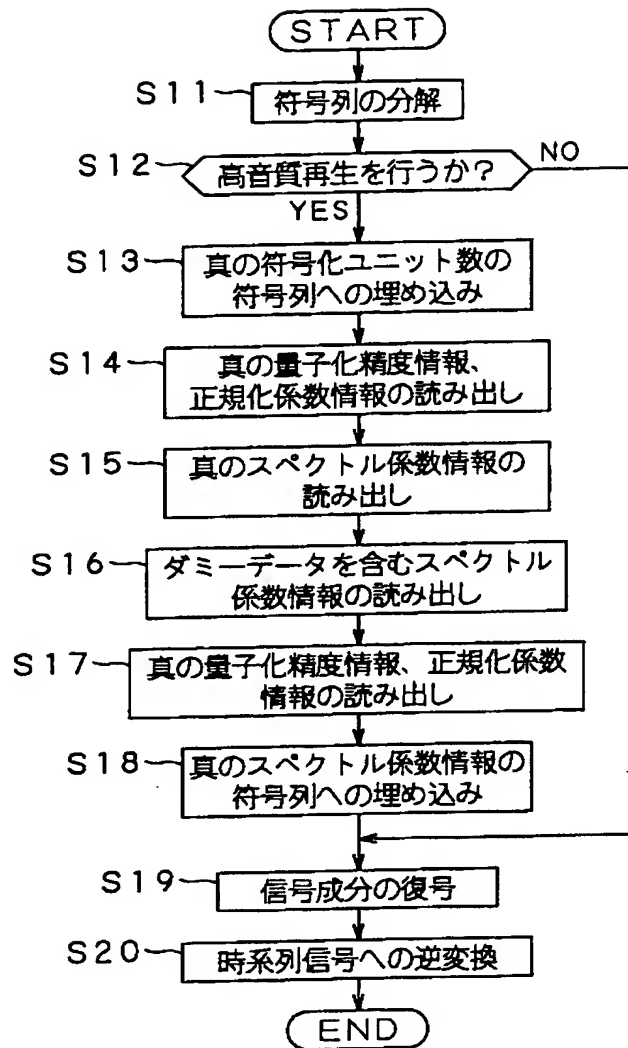 START
S11
符号列の分解
S12
高音質再生を行うか?
NO
YES
S13
真の符号化ユニット数の
符号列への埋め込み
S14
真の量子化精度情報、
正規化係数情報の読み出し
S15
真のスペクトル係数情報の
読み出し
S16
ダミーデータを含むスペクトル
係数情報の読み出し
S17
真の量子化精度情報、正規化係数
情報の読み出し
S18
真のスペクトル係数情報の
符号列への埋め込み
S19
信号成分の復号
S20
時系列信号への逆変換
END